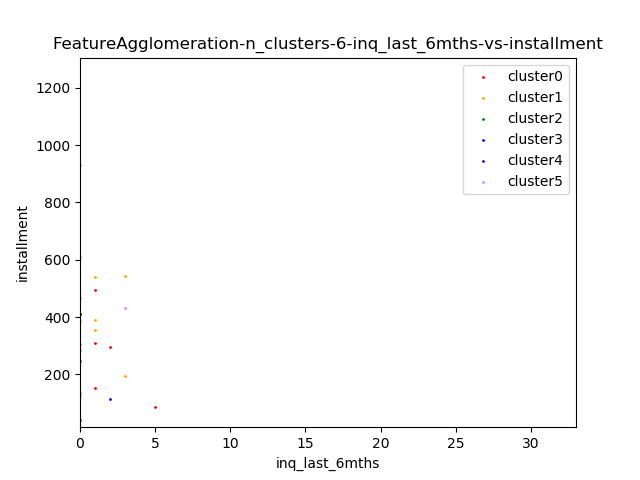 FeatureAgglomeration-n_clusters-6-inq_last_6mths-vs-installment
cluster0
cluster1
cluster2
cluster3
cluster4
cluster5
1200
1000
800
600
400
200
installment
0 5 10 15 20 25 30
inq_last_6mths